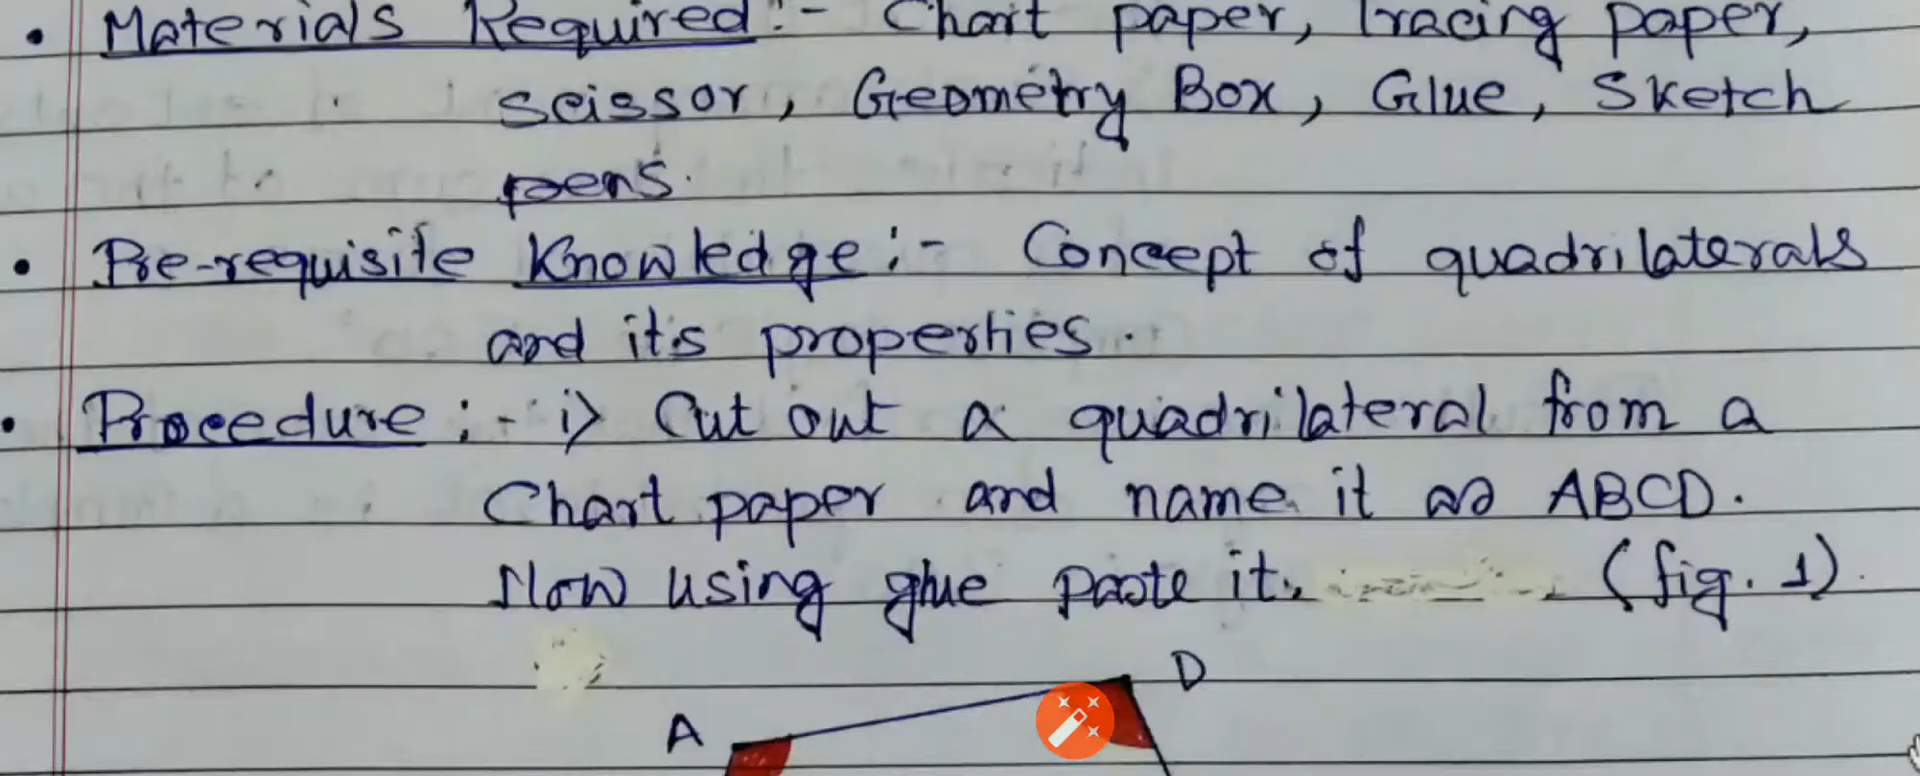 • Materials Required :- Chart paper, Tracing paper,
Scissor, Geometry Box, Glue, Sketch
pens.
• Pre-requisite Knowledge :- Concept of quadrilaterals
and it's properties.
• Procedure :- i> Cut out a quadrilateral from a
Chart paper and name it as ABCD.
Now using glue paste it. (fig. 1).
D
A